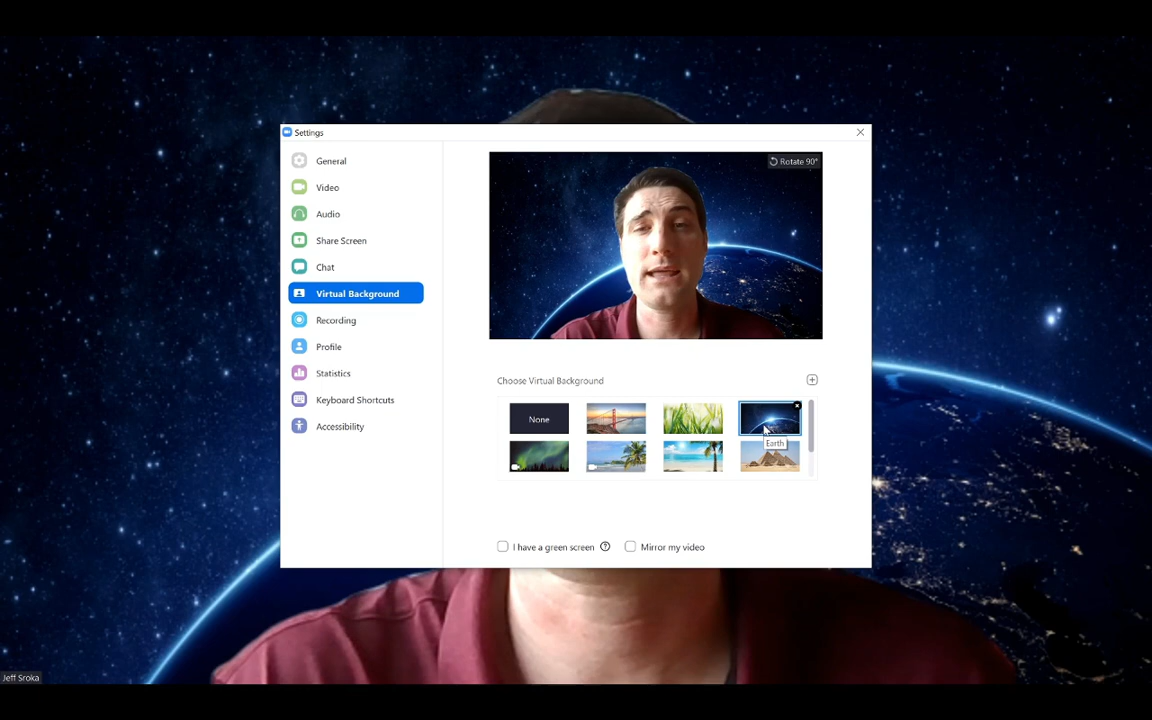 Settings
General
Video
Audio
Share Screen
Chat
Virtual Background
Recording
Profile
Statistics
Keyboard Shortcuts
Accessibility
Rotate 90°
Choose Virtual Background
None
Earth
I have a green screen
Mirror my video
Jeff Sroka